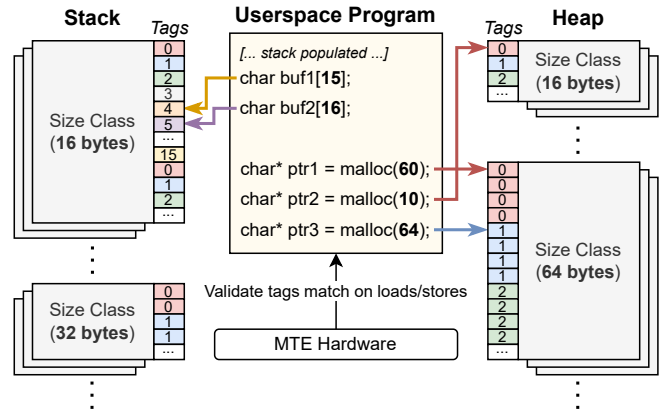 Stack
Tags
0
1
2
3
4
5
...
15
0
1
2
...
Size Class
(16 bytes)
0
0
1
1
...
Size Class
(32 bytes)
Userspace Program
[... stack populated ...]
char buf1[15];
char buf2[16];
char* ptr1 = malloc(60);
char* ptr2 = malloc(10);
char* ptr3 = malloc(64);
Validate tags match on loads/stores
MTE Hardware
Heap
Tags
0
1
2
...
Size Class
(16 bytes)
0
0
0
0
1
1
1
1
2
2
2
2
...
Size Class
(64 bytes)